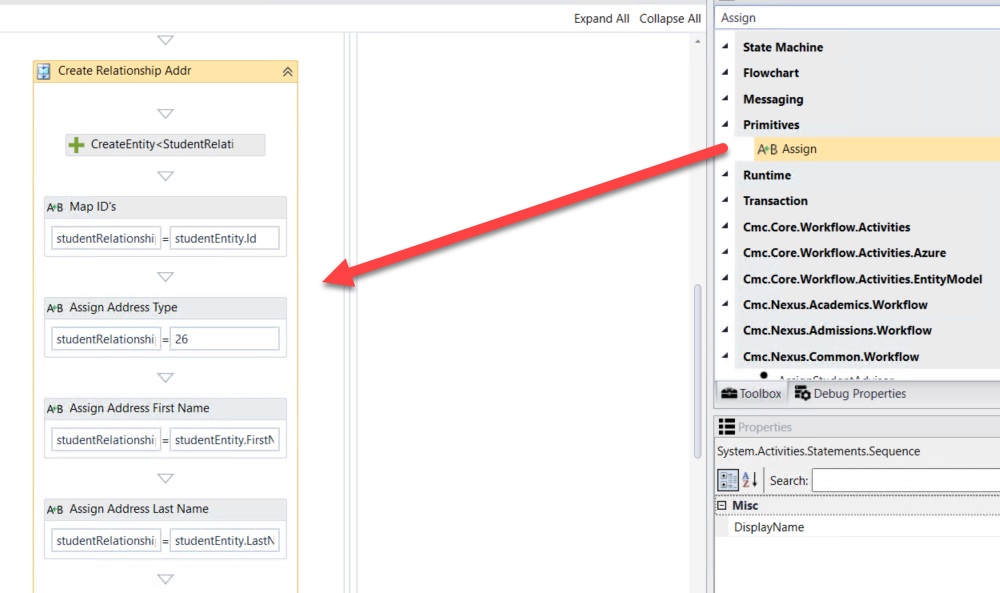 Expand All Collapse All
Create Relationship Addr
CreateEntity<StudentRelati
A+B Map ID's
studentRelationshi = studentEntity.Id
A+B Assign Address Type
studentRelationshi = 26
A+B Assign Address First Name
studentRelationshi = studentEntity.FirstN
A+B Assign Address Last Name
studentRelationshi = studentEntity.LastN
Assign
State Machine
Flowchart
Messaging
Primitives
A+B Assign
Runtime
Transaction
Cmc.Core.Workflow.Activities
Cmc.Core.Workflow.Activities.Azure
Cmc.Core.Workflow.Activities.EntityModel
Cmc.Nexus.Academics.Workflow
Cmc.Nexus.Admissions.Workflow
Cmc.Nexus.Common.Workflow
Toolbox Debug Properties
Properties
System.Activities.Statements.Sequence
AZ Search:
Misc
DisplayName